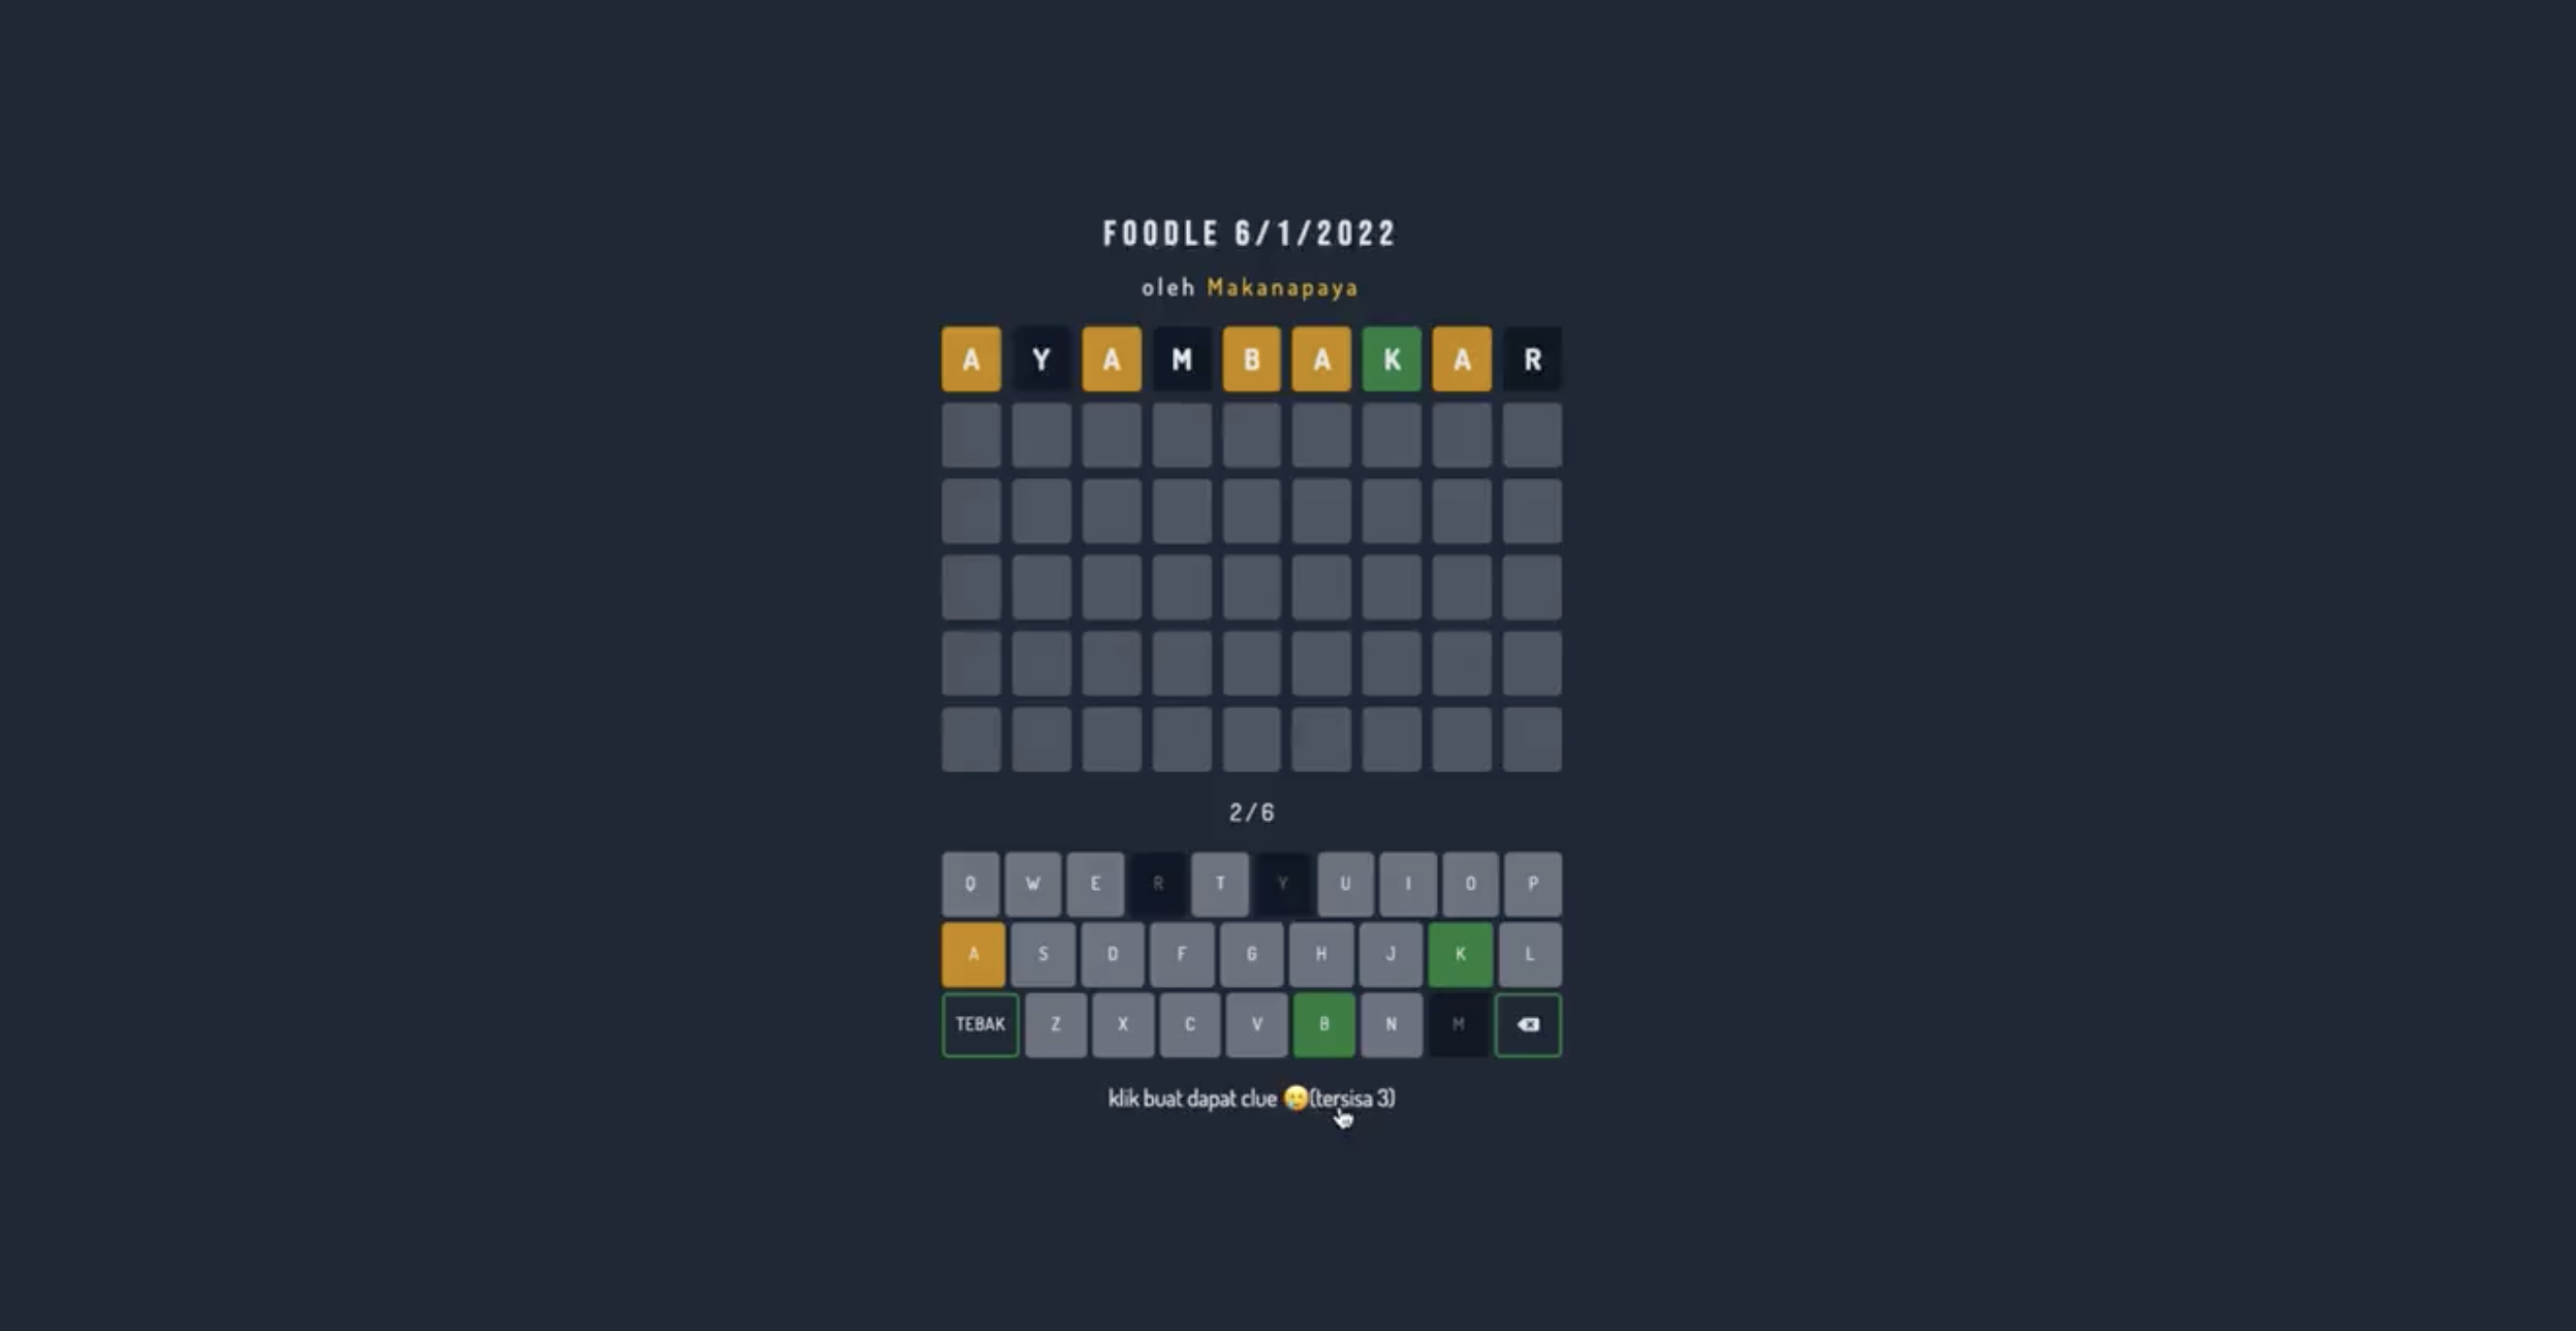 FOODLE 6/1/2022
oleh Makanapaya
A Y A M B A K A R
2/6
Q W E R T Y U I O P
A S D F G H J K L
TEBAK Z X C V B N M
klik buat dapat clue 🥲(tersisa 3)